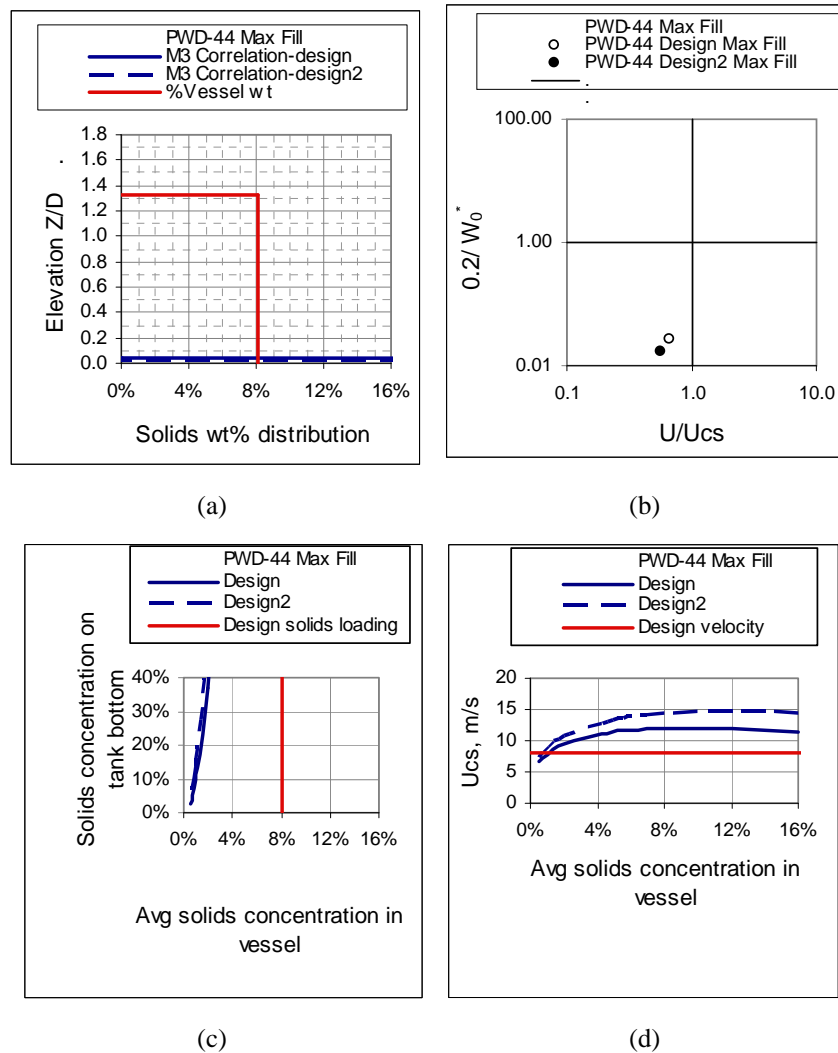 PWD-44 Max Fill
M3 Correlation-design
M3 Correlation-design2
%Vessel wt
Elevation Z/D
1.8
1.6
1.4
1.2
1.0
0.8
0.6
0.4
0.2
0.0
0% 4% 8% 12% 16%
Solids wt% distribution
(a)
PWD-44 Max Fill
PWD-44 Design Max Fill
PWD-44 Design2 Max Fill
0.2/ W0*
100.00
1.00
0.01
0.1 1.0 10.0
U/Ucs
(b)
PWD-44 Max Fill
Design
Design2
Design solids loading
Solids concentration on
tank bottom
40%
30%
20%
10%
0%
0% 4% 8% 12% 16%
Avg solids concentration in
vessel
(c)
PWD-44 Max Fill
Design
Design2
Design velocity
Ucs, m/s
20
15
10
5
0
0% 4% 8% 12% 16%
Avg solids concentration in
vessel
(d)